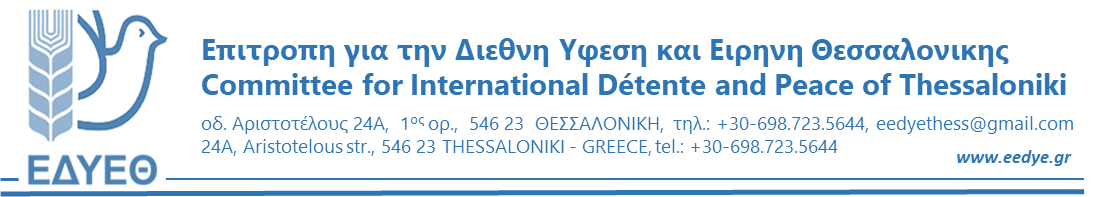 Επιτροπη για την Διεθνη Υφεση και Ειρηνη Θεσσαλονικης
Committee for International Détente and Peace of Thessaloniki
οδ. Αριστοτέλους 24Α, 1ος ορ., 546 23 ΘΕΣΣΑΛΟΝΙΚΗ, τηλ.: +30-698.723.5644, eedyethess@gmail.com
24A, Aristotelous str., 546 23 THESSALONIKI - GREECE, tel.: +30-698.723.5644
www.eedye.gr
ΕΔΥΕΘ